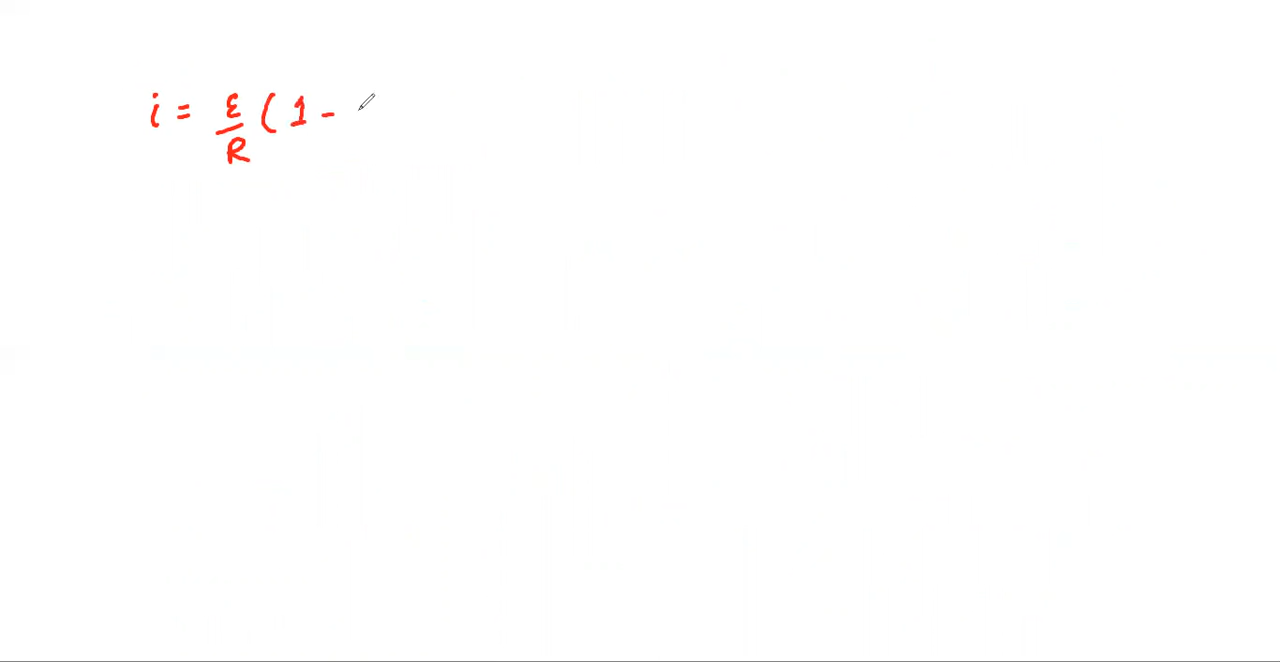 i = ε/R (1 -